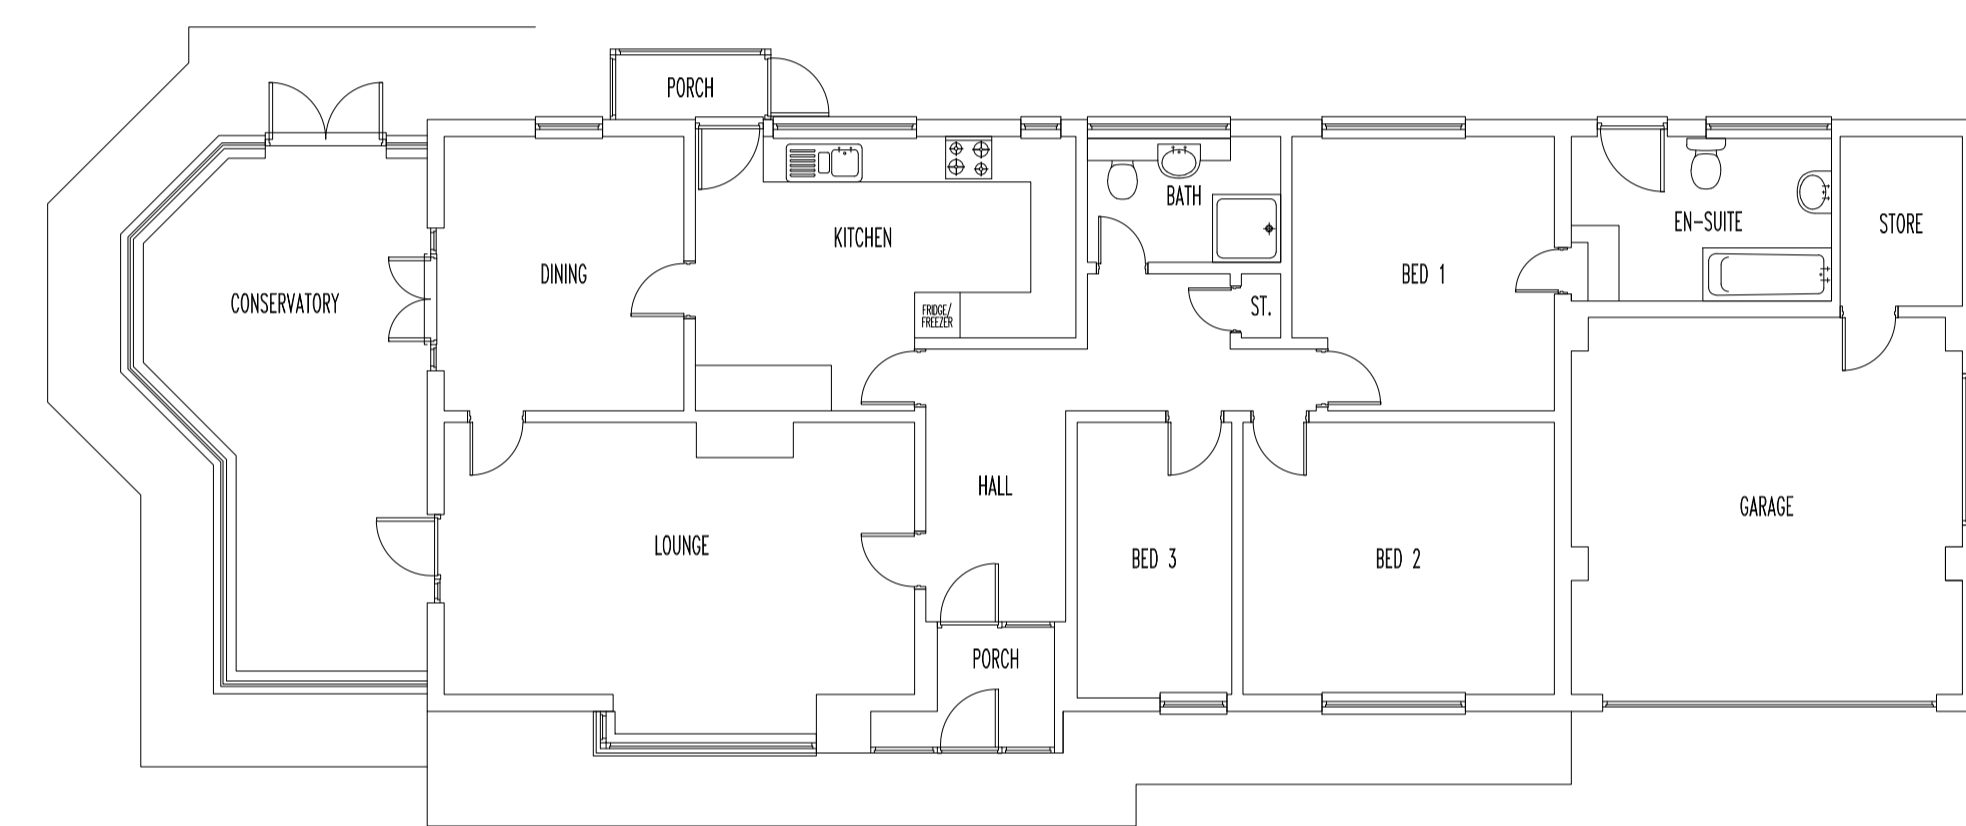 PORCH
BATH
EN-SUITE
STORE
KITCHEN
DINING
BED 1
CONSERVATORY
ST.
FRIDGE/
FREEZER
HALL
GARAGE
LOUNGE
BED 3
BED 2
PORCH